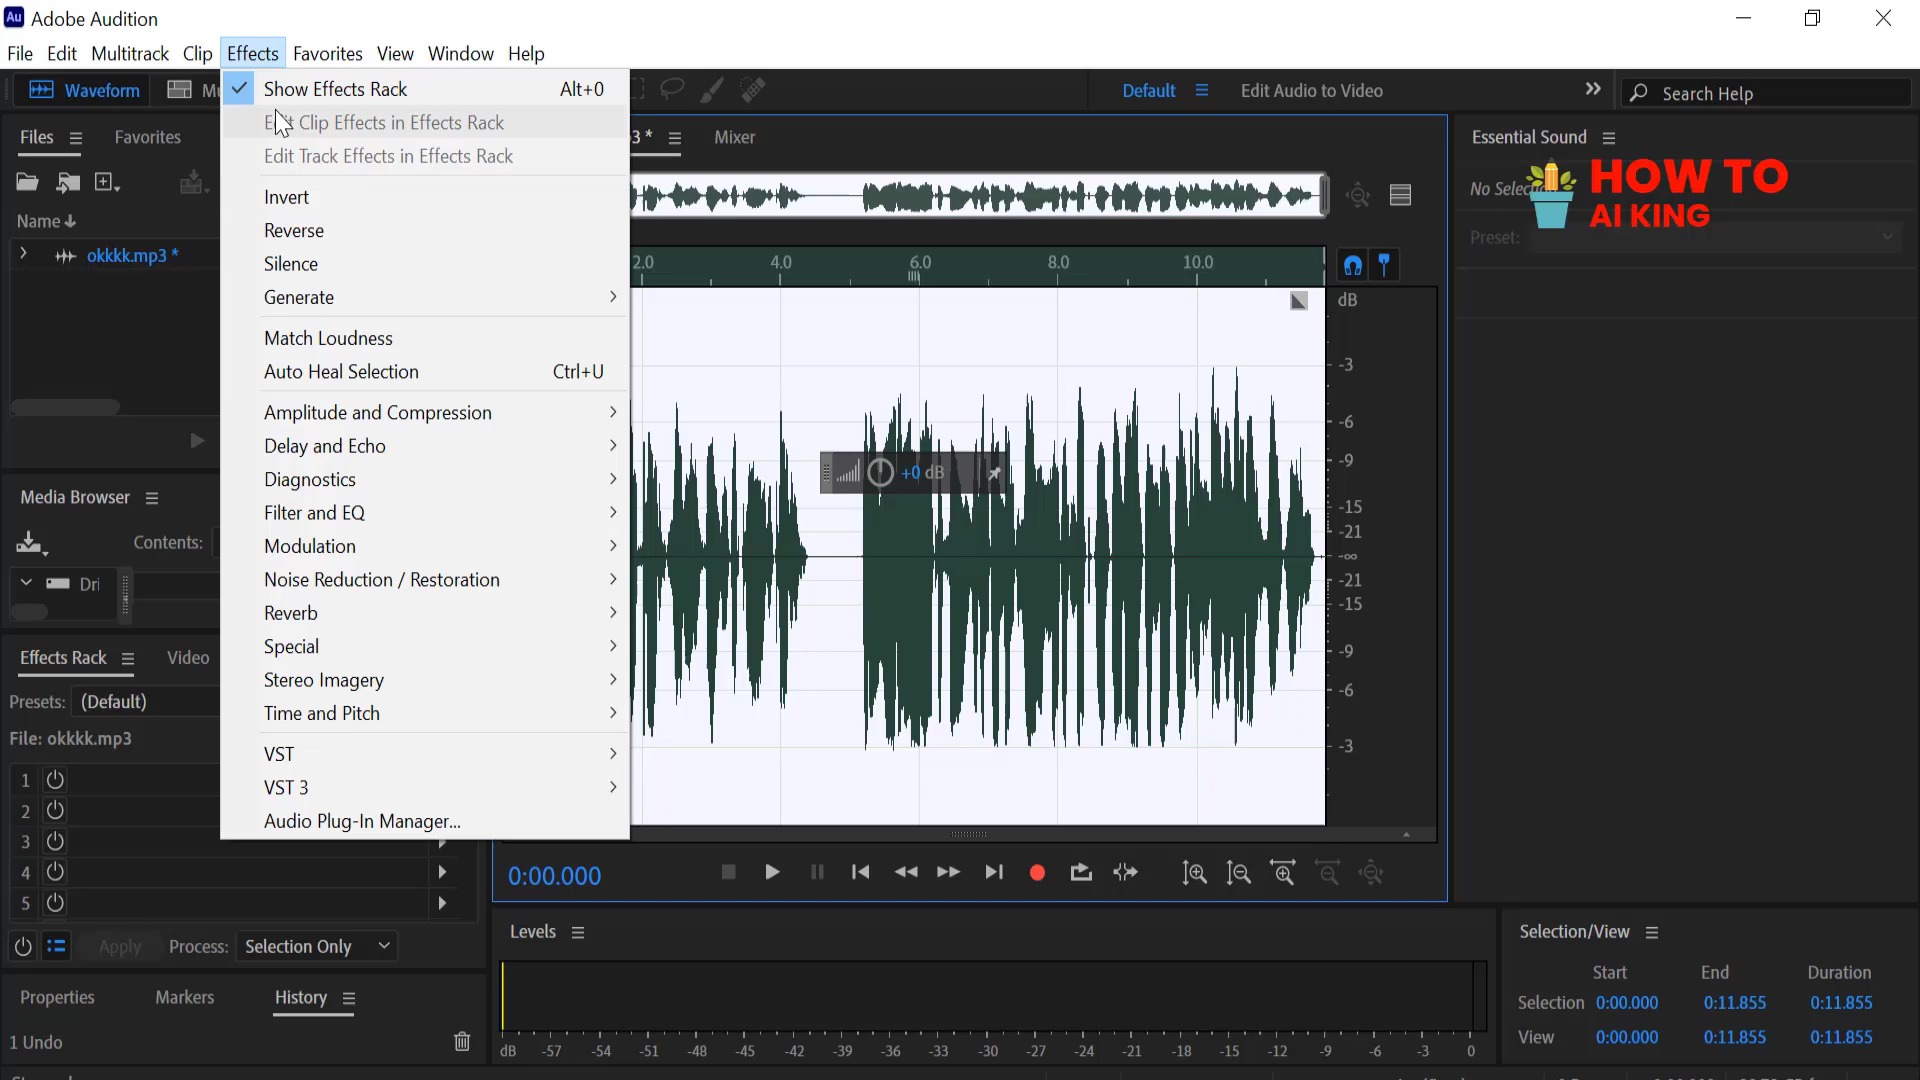 Au Adobe Audition
File Edit Multitrack Clip Effects Favorites View Window Help
Waveform Mu
Default Edit Audio to Video Search Help
Show Effects Rack Alt+0
Edit Clip Effects in Effects Rack
Edit Track Effects in Effects Rack
Invert
Reverse
Silence
Generate
Match Loudness
Auto Heal Selection Ctrl+U
Amplitude and Compression
Delay and Echo
Diagnostics
Filter and EQ
Modulation
Noise Reduction / Restoration
Reverb
Special
Stereo Imagery
Time and Pitch
VST
VST 3
Audio Plug-In Manager...
Files Favorites
Name
okkkk.mp3 *
Media Browser
Contents:
Dri
Effects Rack Video
Presets: (Default)
File: okkkk.mp3
1
2
3
4
5
Apply Process: Selection Only
Properties Markers History
1 Undo
3 * Mixer
2.0 4.0 6.0 8.0 10.0
dB
-3
-6
-9
-15
-21
-∞
-21
-15
-9
-6
-3
+0 dB
0:00.000
Levels
dB -57 -54 -51 -48 -45 -42 -39 -36 -33 -30 -27 -24 -21 -18 -15 -12 -9 -6 -3 0
Essential Sound
No Selec
HOW TO
AI KING
Preset:
Selection/View
Start End Duration
Selection 0:00.000 0:11.855 0:11.855
View 0:00.000 0:11.855 0:11.855